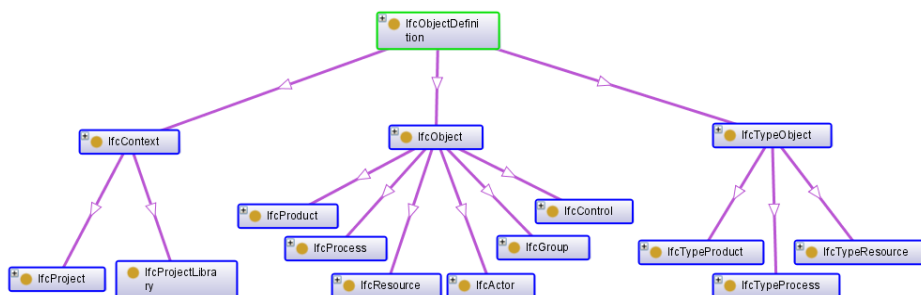 IfcObjectDefini
tion
IfcContext
IfcObject
IfcTypeObject
IfcProduct
IfcControl
IfcProcess
IfcGroup
IfcTypeProduct
IfcTypeResource
IfcProject
IfcProjectLibra
ry
IfcResource
IfcActor
IfcTypeProcess